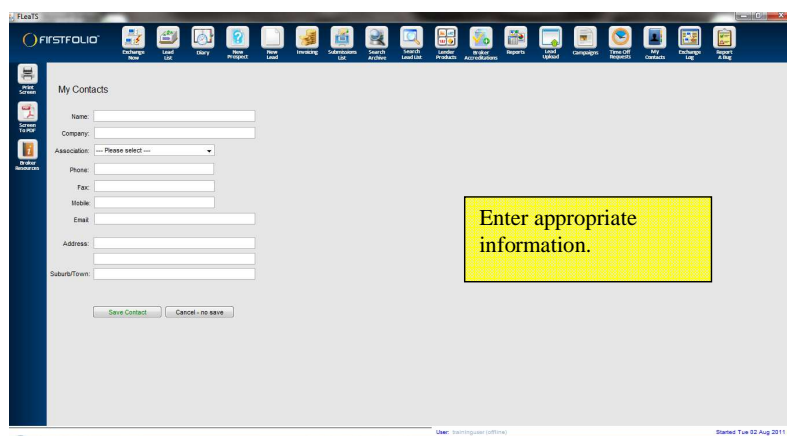 FLeaTS
FIRSTFOLIO
Exchange Now
Lead List
Diary
New Prospect
New Lead
Invoicing
Submissions List
Search Archive
Search Lead List
Lender Products
Broker Accreditations
Reports
Lead Upload
Campaigns
Time Off Requests
My Contacts
Exchange Log
Report A Bug
Print Screen
Screen To PDF
Broker Resources
My Contacts
Name:
Company:
Association: --- Please select ---
Phone:
Fax:
Mobile:
Email:
Address:
Suburb/Town:
Enter appropriate
information.
Save Contact
Cancel - no save
User: traininguser (offline)
Started Tue 02 Aug 2011